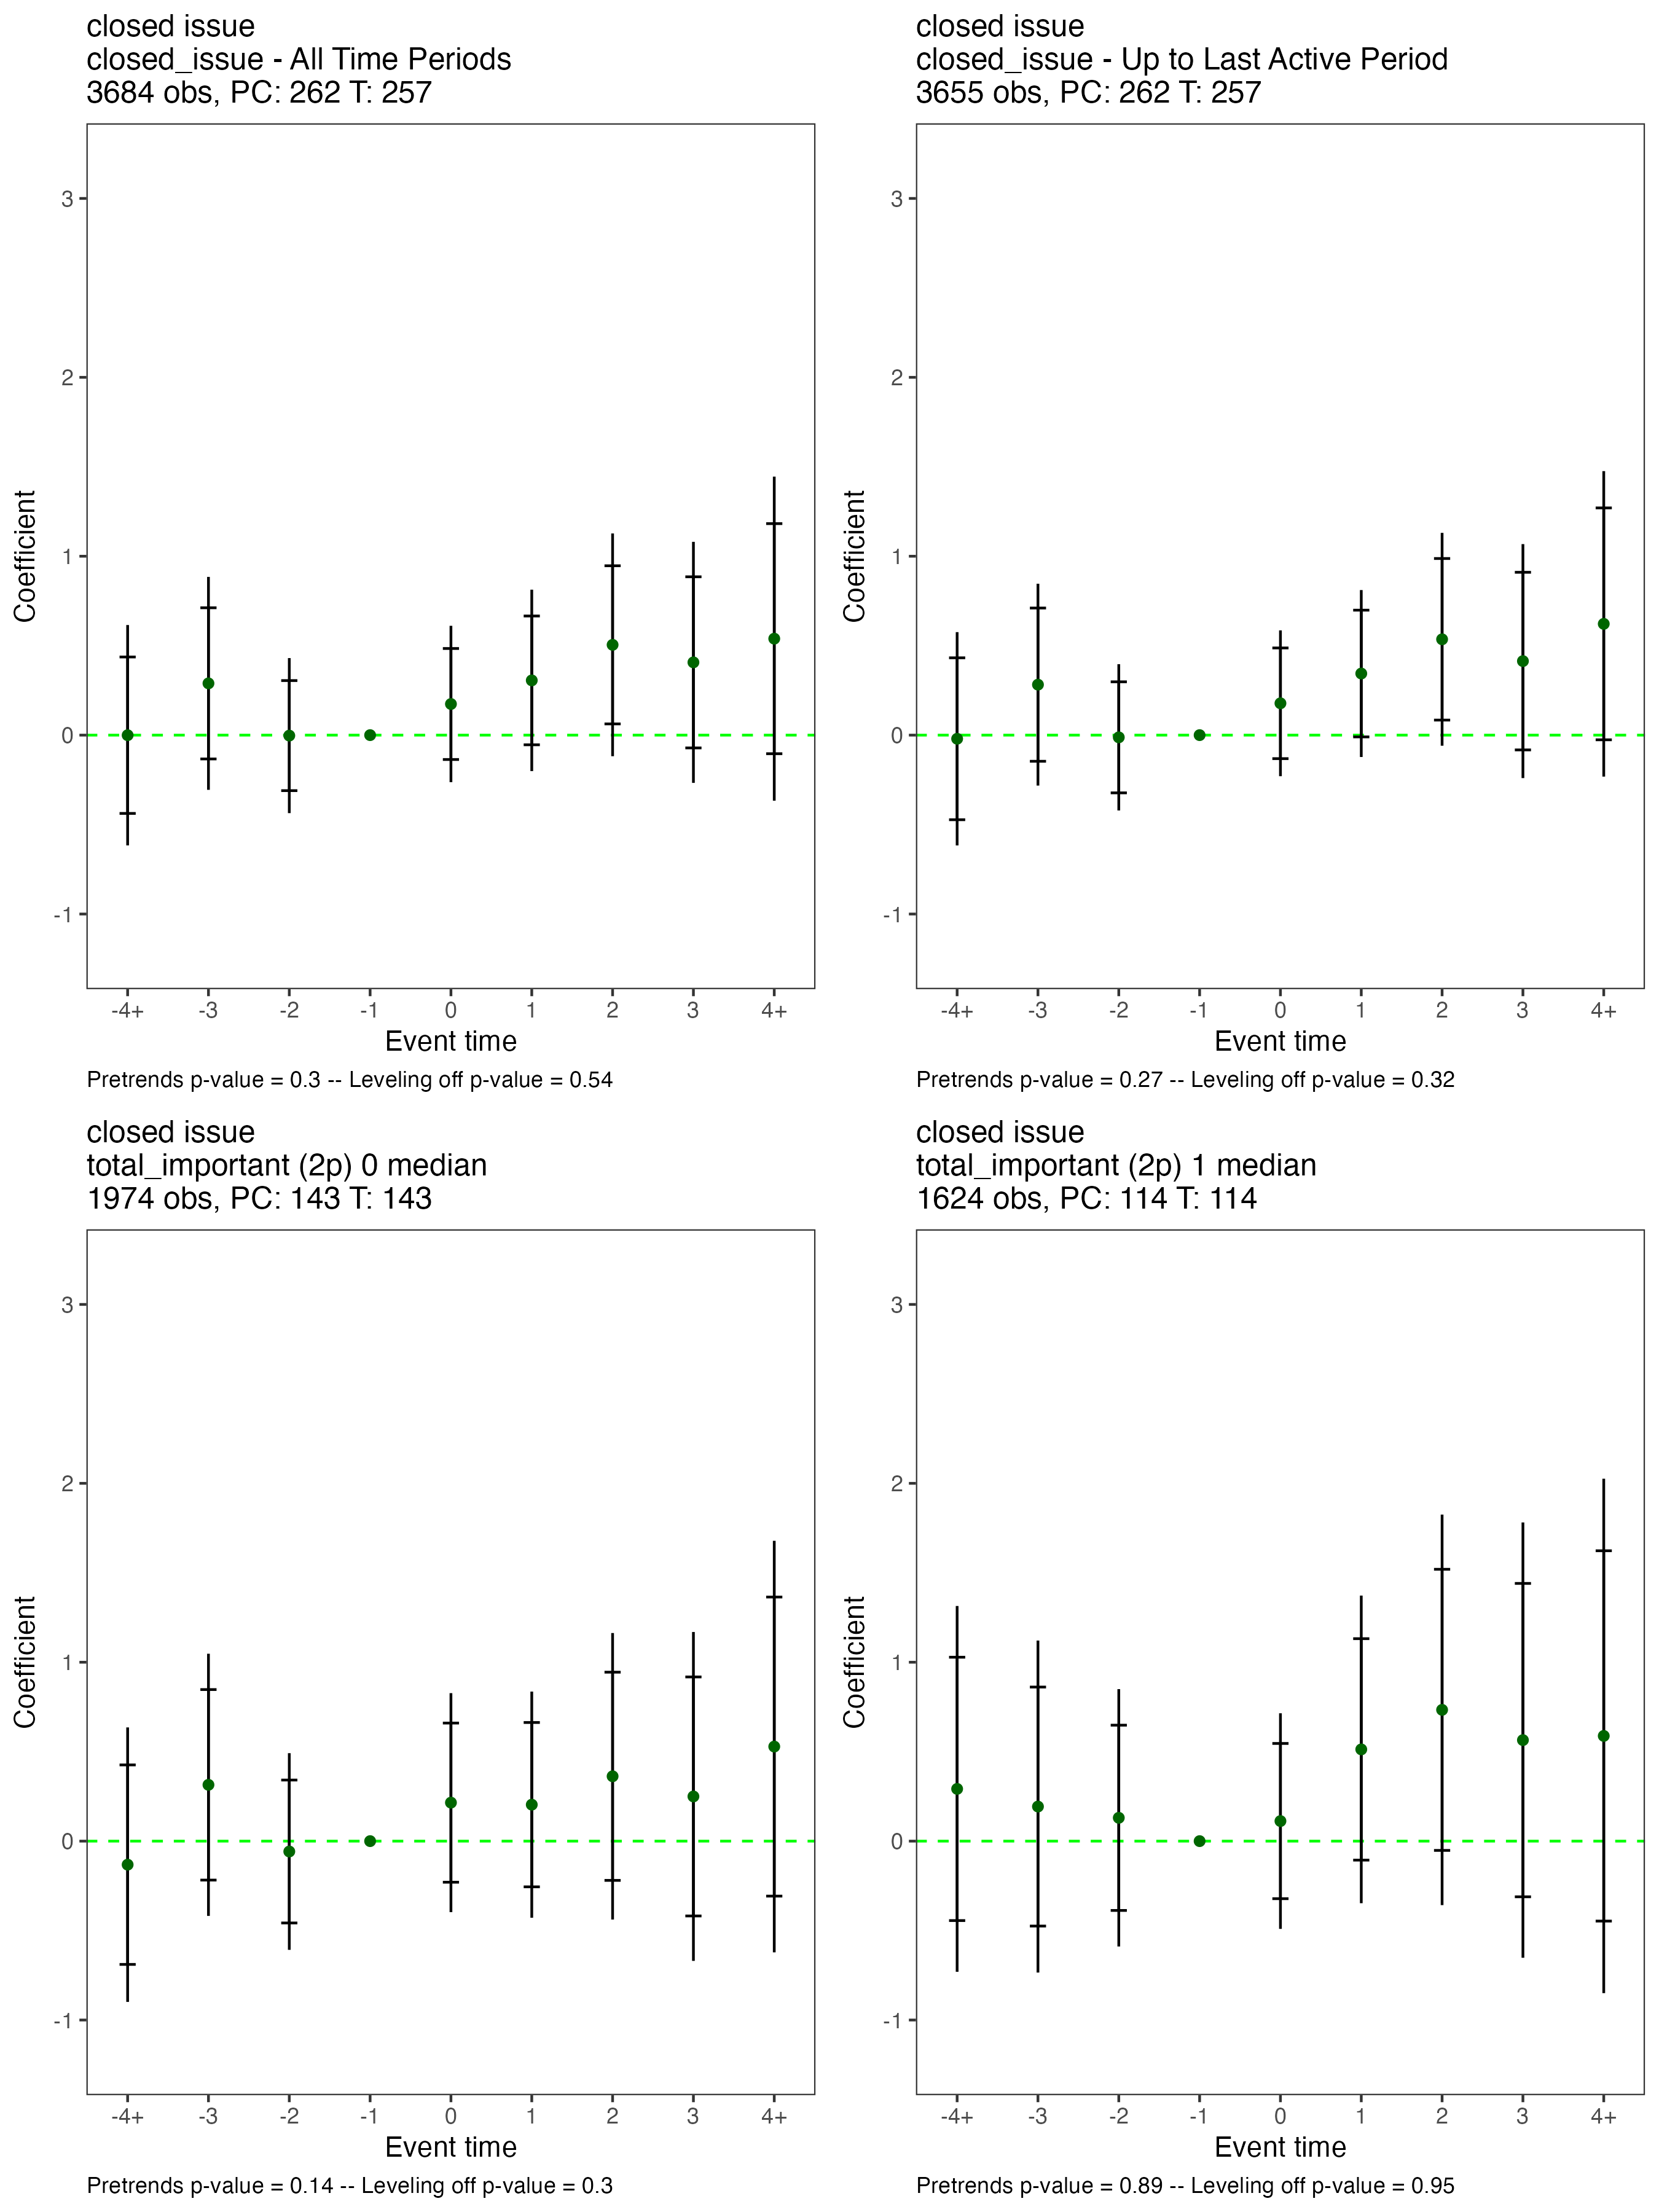 closed issue
closed_issue - All Time Periods
3684 obs, PC: 262 T: 257
3
2
1
0
-1
Coefficient
-4+ -3 -2 -1 0 1 2 3 4+
Event time
Pretrends p-value = 0.3 -- Leveling off p-value = 0.54
closed issue
closed_issue - Up to Last Active Period
3655 obs, PC: 262 T: 257
3
2
1
0
-1
Coefficient
-4+ -3 -2 -1 0 1 2 3 4+
Event time
Pretrends p-value = 0.27 -- Leveling off p-value = 0.32
closed issue
total_important (2p) 0 median
1974 obs, PC: 143 T: 143
3
2
1
0
-1
Coefficient
-4+ -3 -2 -1 0 1 2 3 4+
Event time
Pretrends p-value = 0.14 -- Leveling off p-value = 0.3
closed issue
total_important (2p) 1 median
1624 obs, PC: 114 T: 114
3
2
1
0
-1
Coefficient
-4+ -3 -2 -1 0 1 2 3 4+
Event time
Pretrends p-value = 0.89 -- Leveling off p-value = 0.95